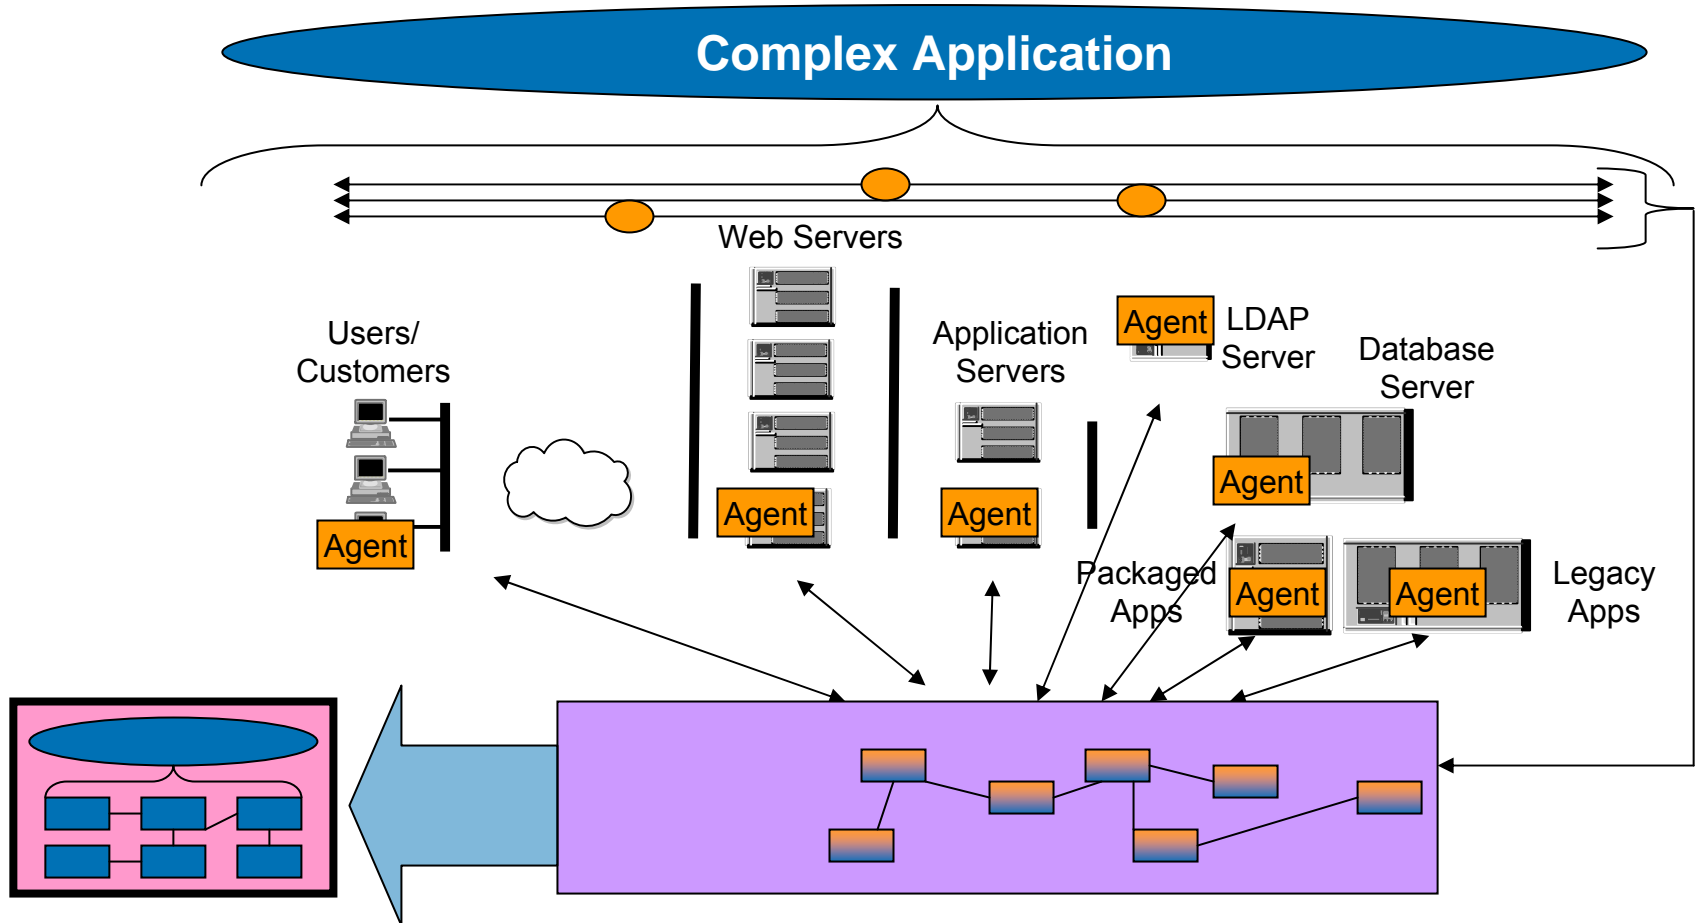 Complex Application
Web Servers
Users/
Customers
Application
Servers
Agent
LDAP
Server
Database
Server
Agent
Agent
Agent
Agent
Packaged
Apps
Agent
Agent
Legacy
Apps